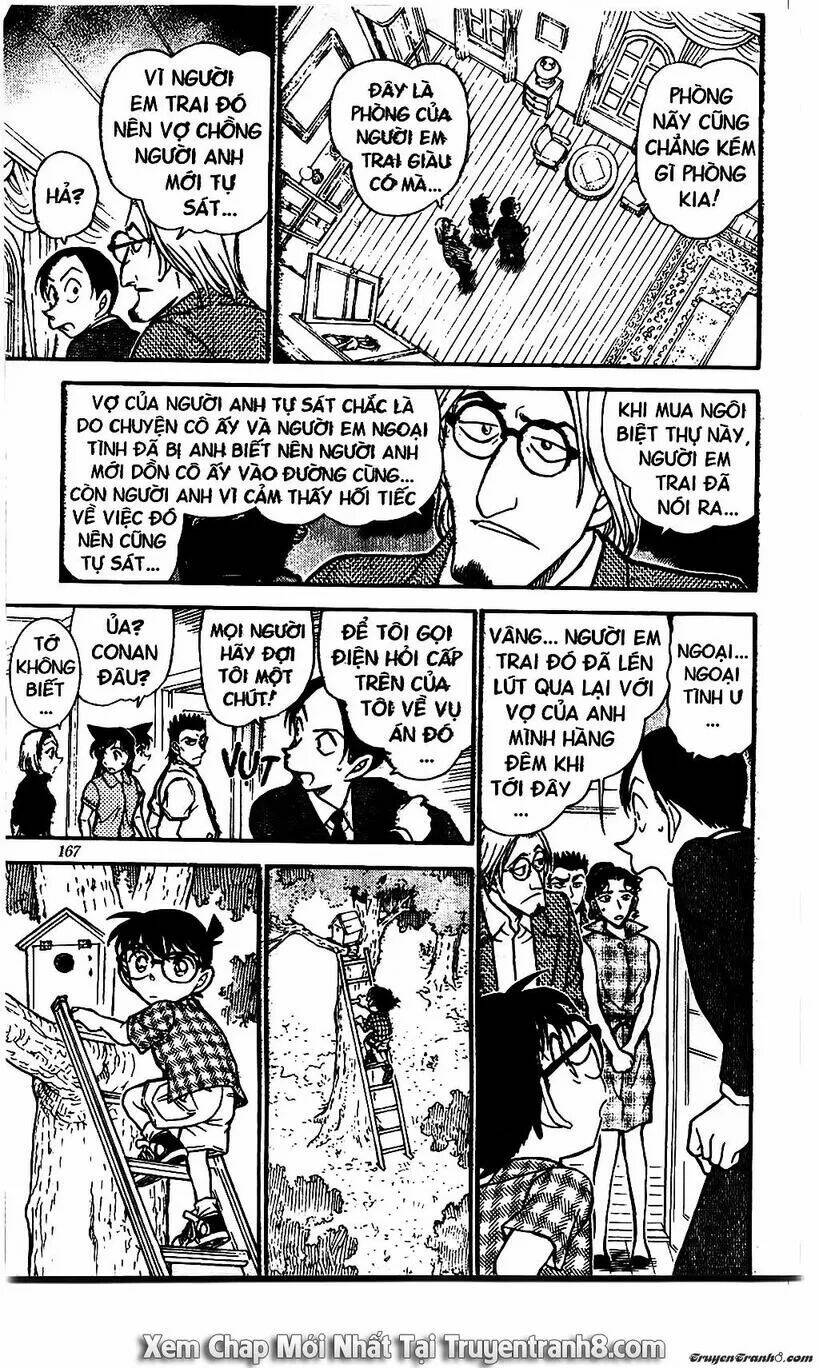 PHÒNG
NẤY CŨNG
CHẲNG KÉM
GÌ PHÒNG
KIA!
ĐÂY LÀ
PHÒNG CỦA
NGƯỜI EM
TRAI GIÀU
CÓ MÀ...
VÌ NGƯỜI
EM TRAI ĐÓ
NÊN VỢ CHỒNG
NGƯỜI ANH
MỚI TỰ
SÁT...
HẢ?
KHI MUA NGÔI
BIỆT THỰ NÀY,
NGƯỜI EM
TRAI ĐÃ
NÓI RA...
VỢ CỦA NGƯỜI ANH TỰ SÁT CHẮC LÀ
DO CHUYỆN CÔ ẤY VÀ NGƯỜI EM NGOẠI
TÌNH ĐÃ BỊ ANH BIẾT NÊN NGƯỜI ANH
MỚI DỒN CÔ ẤY VÀO ĐƯỜNG CÙNG...
CÒN NGƯỜI ANH VÌ CẢM THẤY HỐI TIẾC
VỀ VIỆC ĐÓ
NÊN CŨNG
TỰ SÁT...
NGOẠI...
NGOẠI
TÌNH Ư
...
VÂNG... NGƯỜI EM
TRAI ĐÓ ĐÃ LÉN
LÚT QUA LẠI VỚI
VỢ CỦA ANH
MÌNH HÀNG
ĐÊM KHI
TỚI ĐÂY
...
ĐỂ TÔI GỌI
ĐIỆN HỎI CẤP
TRÊN CỦA
TÔI VỀ VỤ
ÁN ĐÓ
...
MỌI NGƯỜI
HÃY ĐỢI
TÔI MỘT
CHÚT!
VỤT
ỦA?
CONAN
ĐÂU?
TỚ
KHÔNG
BIẾT
...
167
Xem Chap Mới Nhất Tại Truyentranh8.com
TruyenTranh8.com